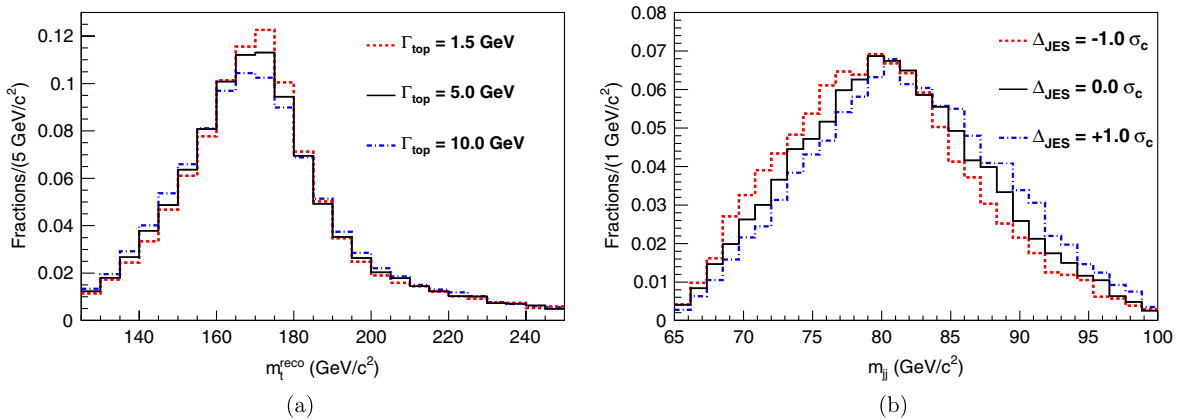 Fractions/(5 GeV/c²)
0.12
0.1
0.08
0.06
0.04
0.02
0
Γtop = 1.5 GeV
Γtop = 5.0 GeV
Γtop = 10.0 GeV
140 160 180 200 220 240
mₜʳᵉᶜᵒ (GeV/c²)
(a)
Fractions/(1 GeV/c²)
0.08
0.07
0.06
0.05
0.04
0.03
0.02
0.01
0
ΔJES = -1.0 σc
ΔJES = 0.0 σc
ΔJES = +1.0 σc
65 70 75 80 85 90 95 100
mjj (GeV/c²)
(b)